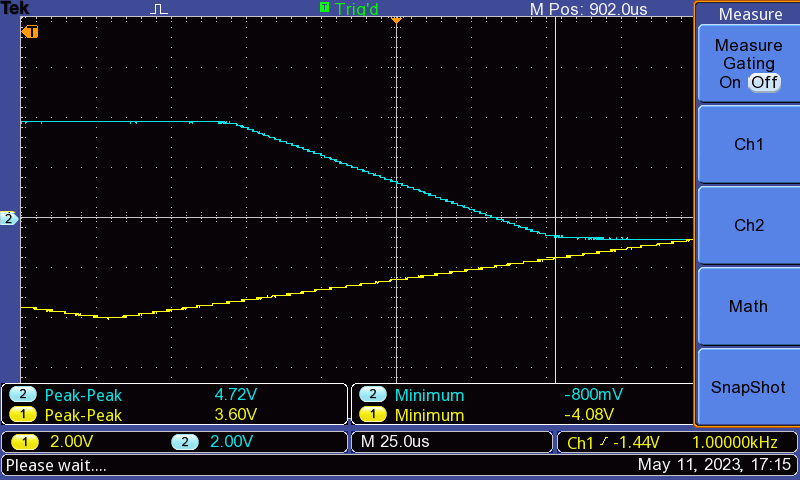 Tek T Trig'd M Pos: 902.0us Measure
T
Measure
Gating
On Off
Ch1
2
Ch2
Math
SnapShot
2 Peak-Peak 4.72V 2 Minimum -800mV
1 Peak-Peak 3.60V 1 Minimum -4.08V
1 2.00V 2 2.00V M 25.0us Ch1 -1.44V 1.00000kHz
Please wait.... May 11, 2023, 17:15